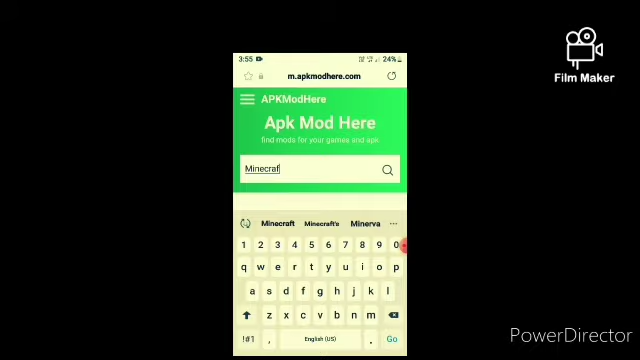 3:55
24%
m.apkmodhere.com
APKModHere
Apk Mod Here
find mods for your games and apk
Minecraf
Minecraft Minecraft's Minerva ...
1 2 3 4 5 6 7 8 9 0
q w e r t y u i o p
a s d f g h j k l
z x c v b n m
!#1 , English (US) . Go
Film Maker
PowerDirector